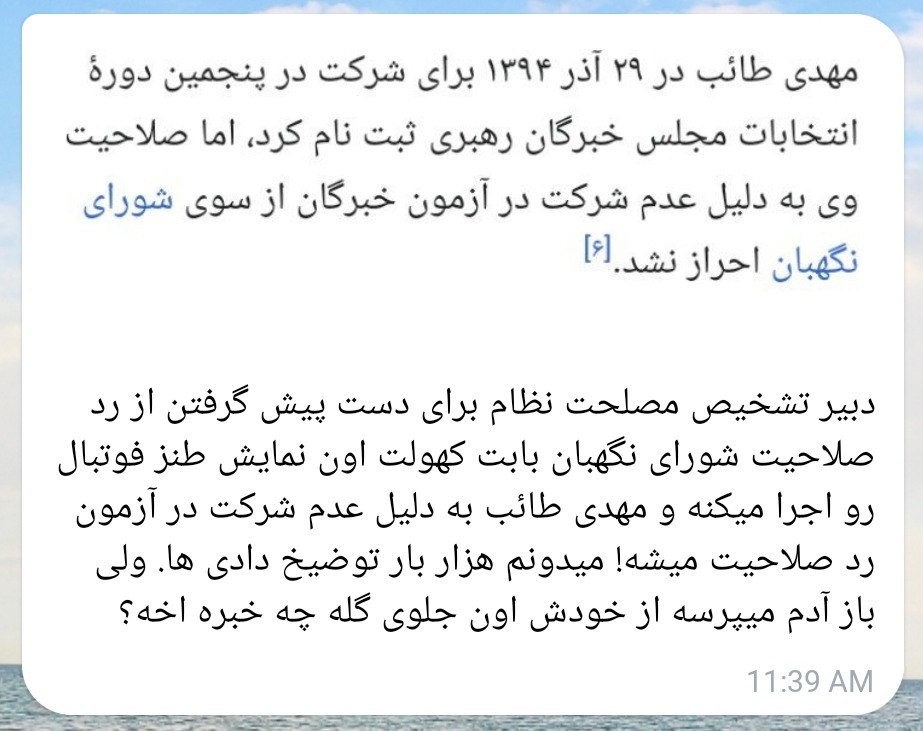 مهدی طائب در ۲۹ آذر ۱۳۹۴ برای شرکت در پنجمین دورهٔ
انتخابات مجلس خبرگان رهبری ثبت نام کرد، اما صلاحیت
وی به دلیل عدم شرکت در آزمون خبرگان از سوی شورای
نگهبان احراز نشد.[۶]
دبیر تشخیص مصلحت نظام برای دست پیش گرفتن از رد
صلاحیت شورای نگهبان بابت کهولت اون نمایش طنز فوتبال
رو اجرا میکنه و مهدی طائب به دلیل عدم شرکت در آزمون
رد صلاحیت میشه! میدونم هزار بار توضیخ دادی ها. ولی
باز آدم میپرسه از خودش اون جلوی گله چه خبره اخه؟
11:39 AM